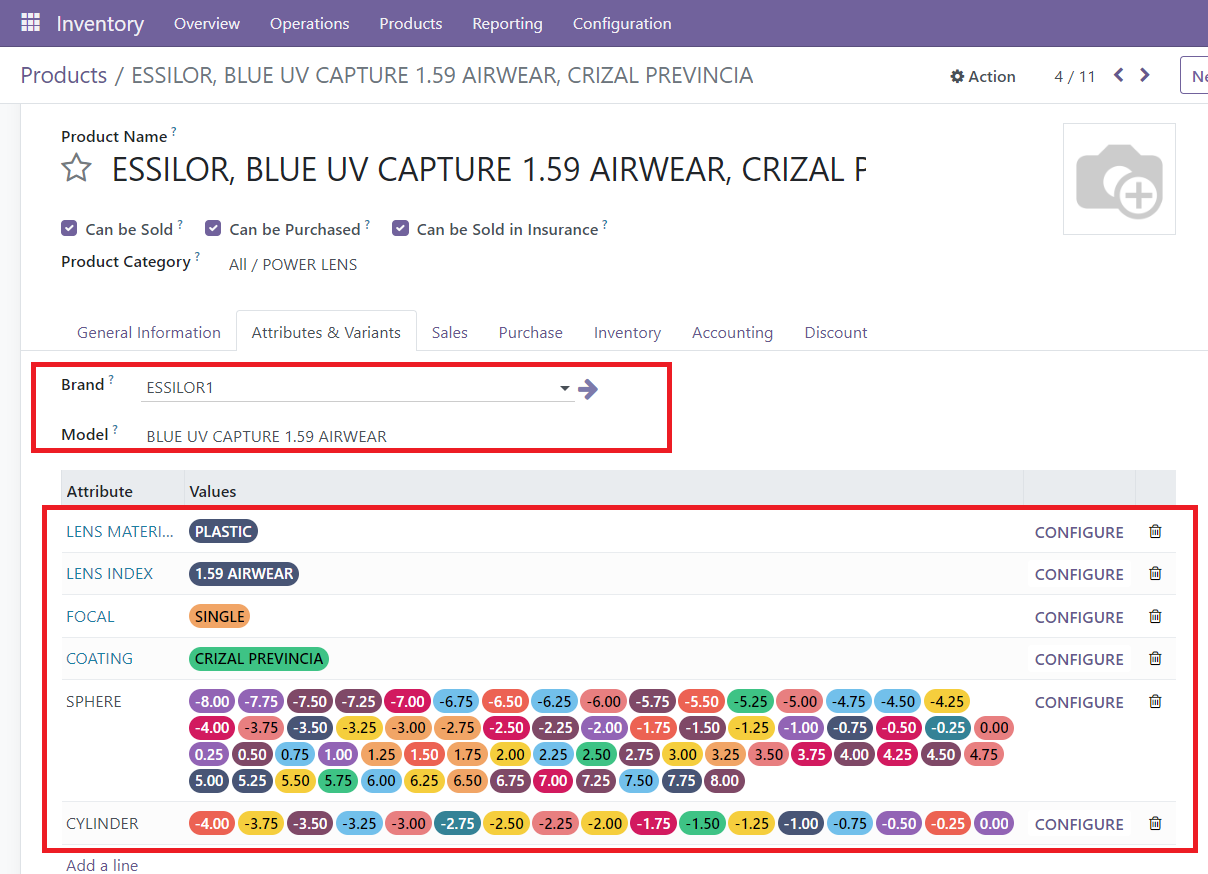 Inventory Overview Operations Products Reporting Configuration
Products / ESSILOR, BLUE UV CAPTURE 1.59 AIRWEAR, CRIZAL PREVINCIA Action 4 / 11 Ne
Product Name ?
ESSILOR, BLUE UV CAPTURE 1.59 AIRWEAR, CRIZAL P
Can be Sold ? Can be Purchased ? Can be Sold in Insurance ?
Product Category ? All / POWER LENS
General Information Attributes & Variants Sales Purchase Inventory Accounting Discount
Brand ? ESSILOR1
Model ? BLUE UV CAPTURE 1.59 AIRWEAR
Attribute Values
LENS MATERI... PLASTIC CONFIGURE
LENS INDEX 1.59 AIRWEAR CONFIGURE
FOCAL SINGLE CONFIGURE
COATING CRIZAL PREVINCIA CONFIGURE
SPHERE -8.00 -7.75 -7.50 -7.25 -7.00 -6.75 -6.50 -6.25 -6.00 -5.75 -5.50 -5.25 -5.00 -4.75 -4.50 -4.25 CONFIGURE
-4.00 -3.75 -3.50 -3.25 -3.00 -2.75 -2.50 -2.25 -2.00 -1.75 -1.50 -1.25 -1.00 -0.75 -0.50 -0.25 0.00
0.25 0.50 0.75 1.00 1.25 1.50 1.75 2.00 2.25 2.50 2.75 3.00 3.25 3.50 3.75 4.00 4.25 4.50 4.75
5.00 5.25 5.50 5.75 6.00 6.25 6.50 6.75 7.00 7.25 7.50 7.75 8.00
CYLINDER -4.00 -3.75 -3.50 -3.25 -3.00 -2.75 -2.50 -2.25 -2.00 -1.75 -1.50 -1.25 -1.00 -0.75 -0.50 -0.25 0.00 CONFIGURE
Add a line